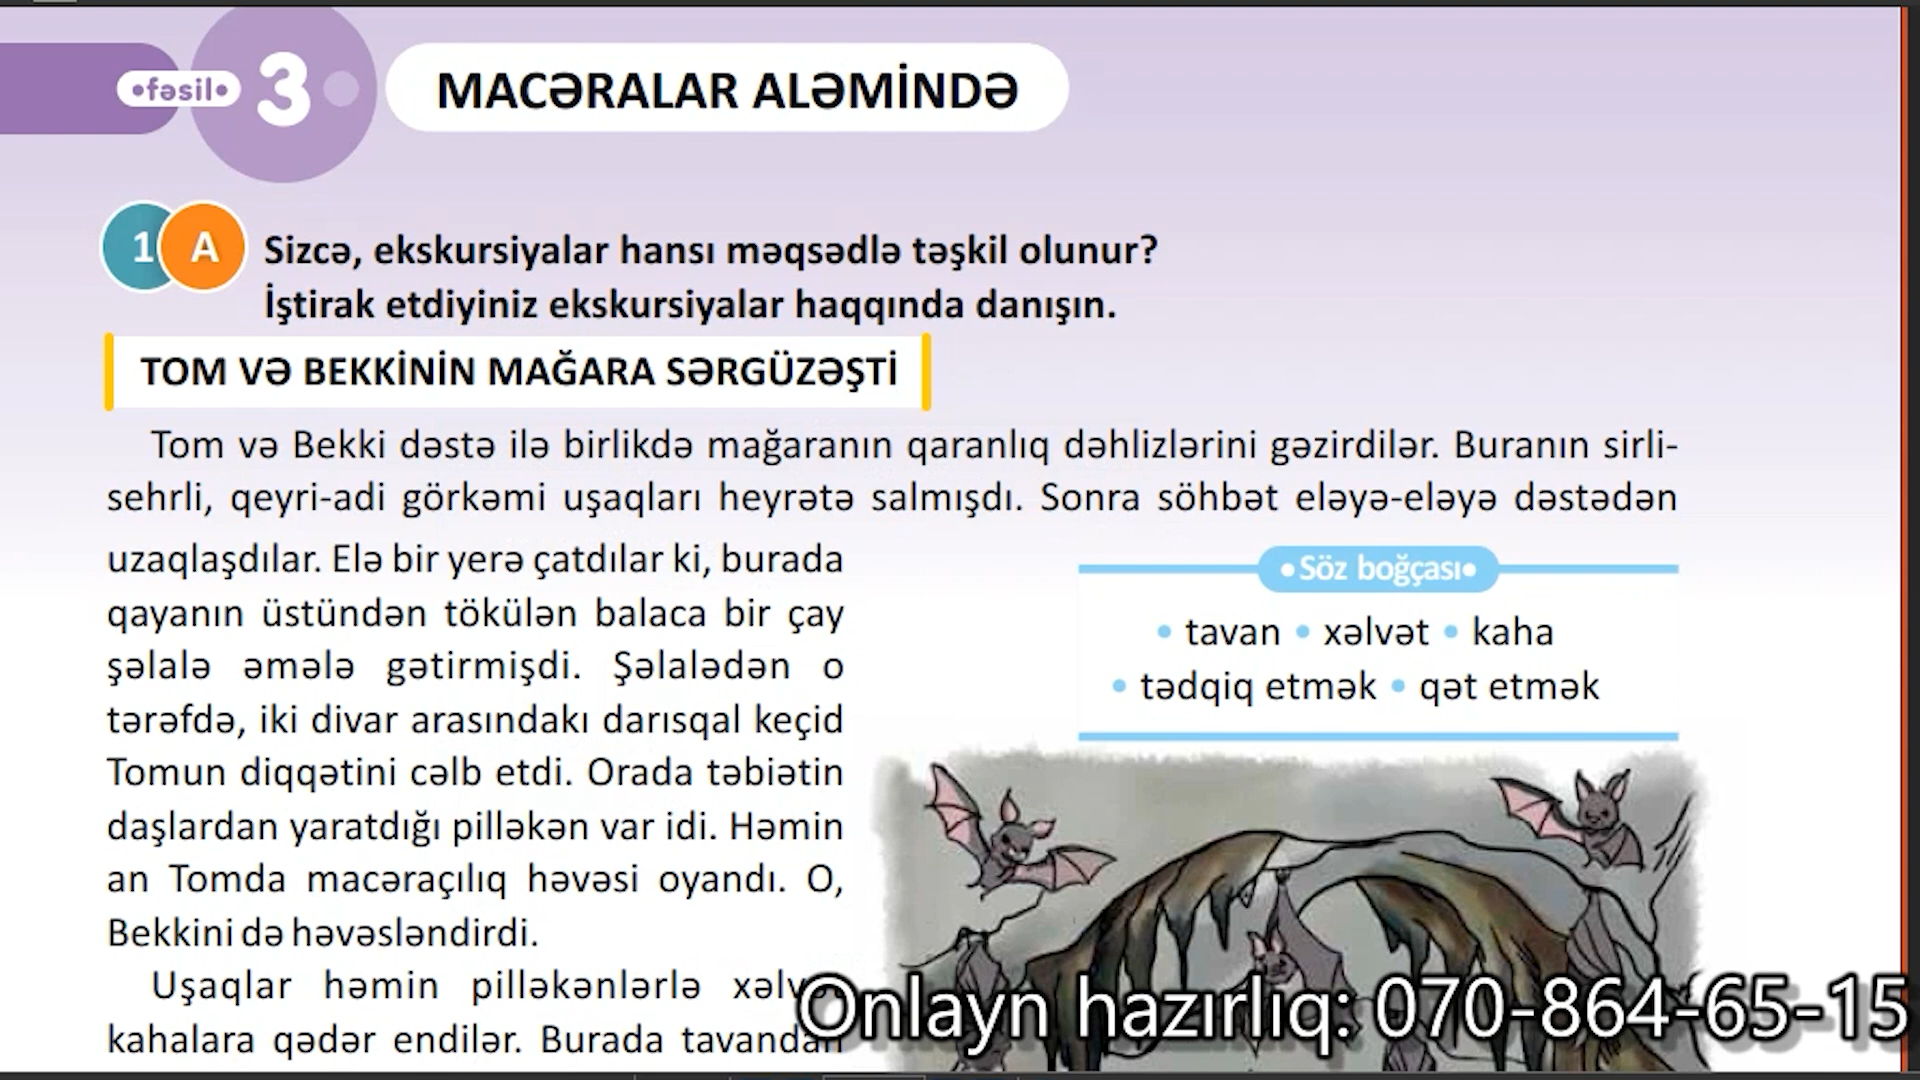 •fəsil• 3
MACƏRALAR ALƏMİNDƏ
1 A
Sizcə, ekskursiyalar hansı məqsədlə təşkil olunur?
İştirak etdiyiniz ekskursiyalar haqqında danışın.
TOM VƏ BEKKİNİN MAĞARA SƏRGÜZƏŞTİ
Tom və Bekki dəstə ilə birlikdə mağaranın qaranlıq dəhlizlərini gəzirdilər. Buranın sirli-
sehrli, qeyri-adi görkəmi uşaqları heyrətə salmışdı. Sonra söhbət eləyə-eləyə dəstədən
uzaqlaşdılar. Elə bir yerə çatdılar ki, burada
qayanın üstündən tökülən balaca bir çay
şəlalə əmələ gətirmişdi. Şəlalədən o
tərəfdə, iki divar arasındakı darısqal keçid
Tomun diqqətini cəlb etdi. Orada təbiətin
daşlardan yaratdığı pilləkən var idi. Həmin
an Tomda macəraçılıq həvəsi oyandı. O,
Bekkini də həvəsləndirdi.
Uşaqlar həmin pilləkənlərlə
kahalara qədər endilər. Burada tavandan
•Söz boğçası•
• tavan • xəlvət • kaha
• tədqiq etmək • qət etmək
Onlayn hazırlıq: 070-864-65-15